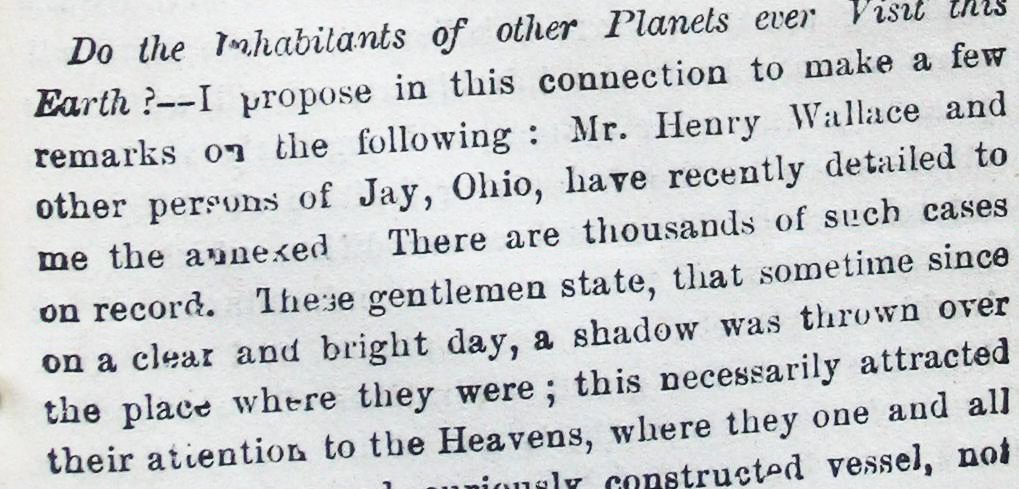 Do the Inhabitants of other Planets ever Visit this
Earth ?--I propose in this connection to make a few
remarks on the following : Mr. Henry Wallace and
other persons of Jay, Ohio, have recently detailed to
me the annexed There are thousands of such cases
on record. These gentlemen state, that sometime since
on a clear and bright day, a shadow was thrown over
the place where they were ; this necessarily attracted
their attention to the Heavens, where they one and all
curiously constructed vessel, not